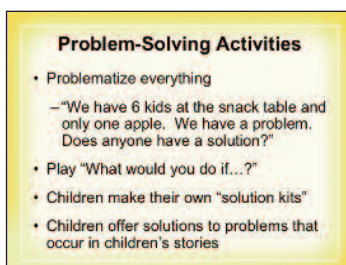 Problem-Solving Activities
• Problematize everything
–“We have 6 kids at the snack table and
only one apple. We have a problem.
Does anyone have a solution?”
• Play “What would you do if…?”
• Children make their own “solution kits”
• Children offer solutions to problems that
occur in children’s stories